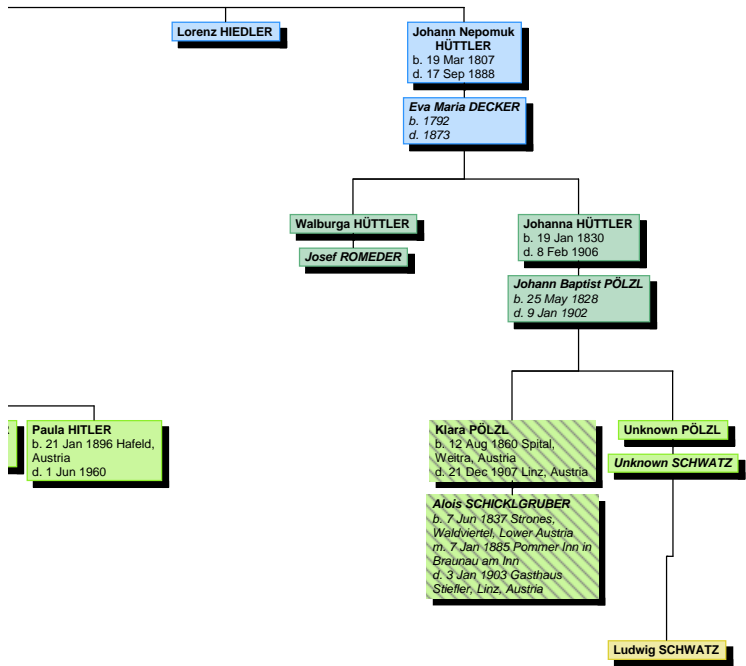 Lorenz HIEDLER
Johann Nepomuk
HÜTTLER
b. 19 Mar 1807
d. 17 Sep 1888
Eva Maria DECKER
b. 1792
d. 1873
Walburga HÜTTLER
Josef ROMEDER
Johanna HÜTTLER
b. 19 Jan 1830
d. 8 Feb 1906
Johann Baptist PÖLZL
b. 25 May 1828
d. 9 Jan 1902
R
Paula HITLER
b. 21 Jan 1896 Hafeld,
Austria
d. 1 Jun 1960
Klara PÖLZL
b. 12 Aug 1860 Spital,
Weitra, Austria
d. 21 Dec 1907 Linz, Austria
Unknown PÖLZL
Unknown SCHWATZ
Alois SCHICKLGRUBER
b. 7 Jun 1837 Strones,
Waldviertel, Lower Austria
m. 7 Jan 1885 Pommer Inn in
Braunau am Inn
d. 3 Jan 1903 Gasthaus
Stiefler, Linz, Austria
Ludwig SCHWATZ